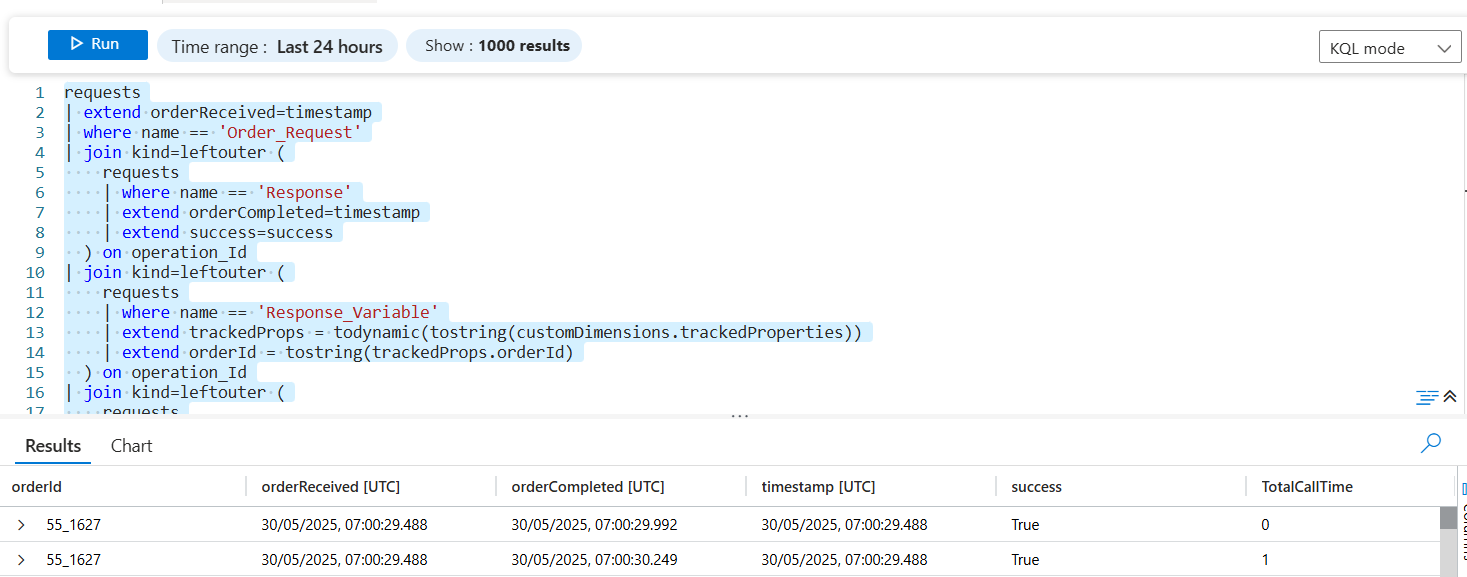 Run
Time range : Last 24 hours
Show : 1000 results
KQL mode
1 requests
2 | extend orderReceived=timestamp
3 | where name == 'Order_Request'
4 | join kind=leftouter (
5 requests
6 | where name == 'Response'
7 | extend orderCompleted=timestamp
8 | extend success=success
9 ) on operation_Id
10 | join kind=leftouter (
11 requests
12 | where name == 'Response_Variable'
13 | extend trackedProps = todynamic(tostring(customDimensions.trackedProperties))
14 | extend orderId = tostring(trackedProps.orderId)
15 ) on operation_Id
16 | join kind=leftouter (
17 requests
Results Chart
orderId orderReceived [UTC] orderCompleted [UTC] timestamp [UTC] success TotalCallTime
55_1627 30/05/2025, 07:00:29.488 30/05/2025, 07:00:29.992 30/05/2025, 07:00:29.488 True 0
55_1627 30/05/2025, 07:00:29.488 30/05/2025, 07:00:30.249 30/05/2025, 07:00:29.488 True 1